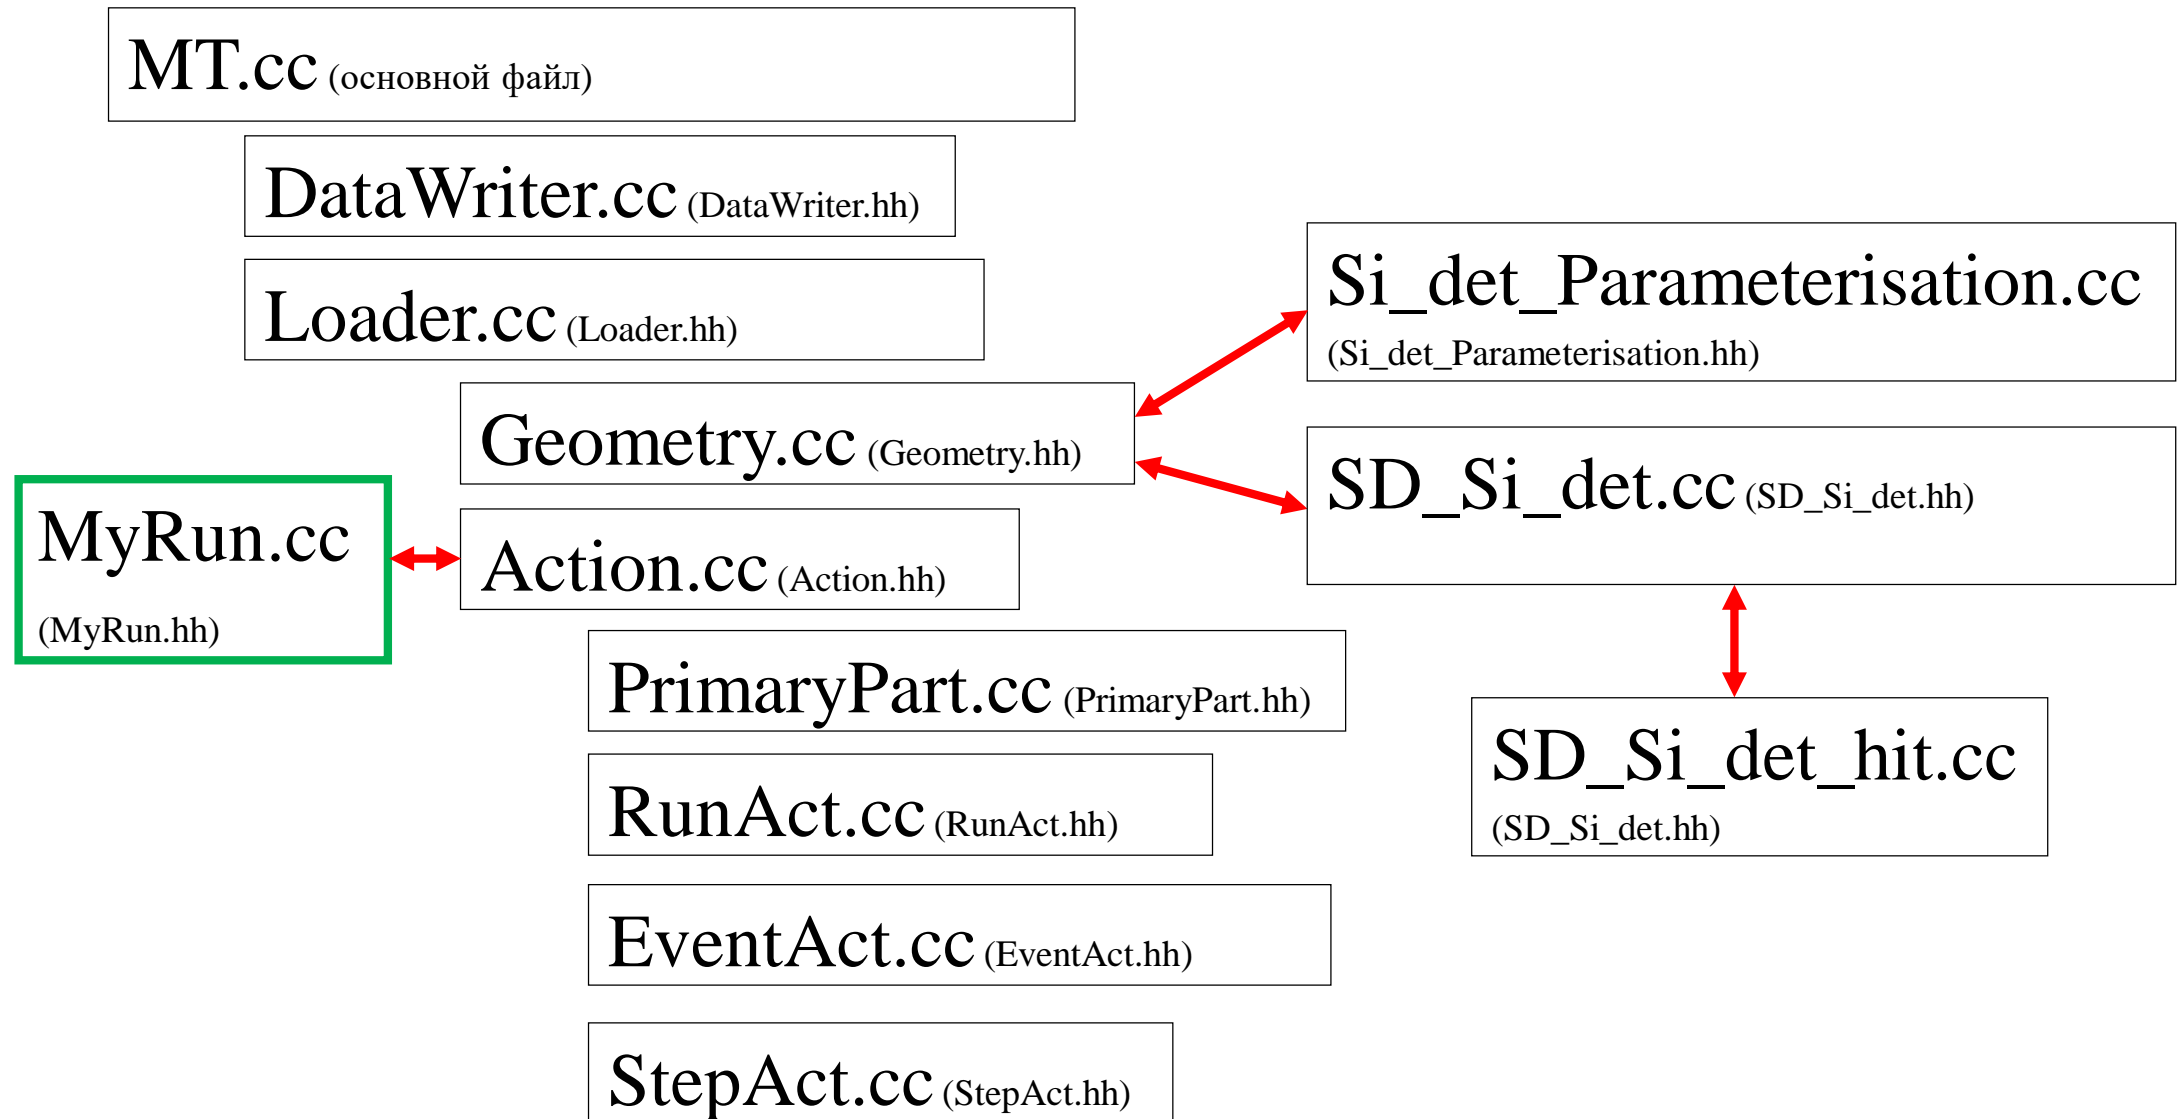 MT.cc (основной файл)
DataWriter.cc (DataWriter.hh)
Loader.cc (Loader.hh)
Geometry.cc (Geometry.hh)
Si_det_Parameterisation.cc
(Si_det_Parameterisation.hh)
SD_Si_det.cc (SD_Si_det.hh)
MyRun.cc
(MyRun.hh)
Action.cc (Action.hh)
PrimaryPart.cc (PrimaryPart.hh)
RunAct.cc (RunAct.hh)
SD_Si_det_hit.cc
(SD_Si_det.hh)
EventAct.cc (EventAct.hh)
StepAct.cc (StepAct.hh)